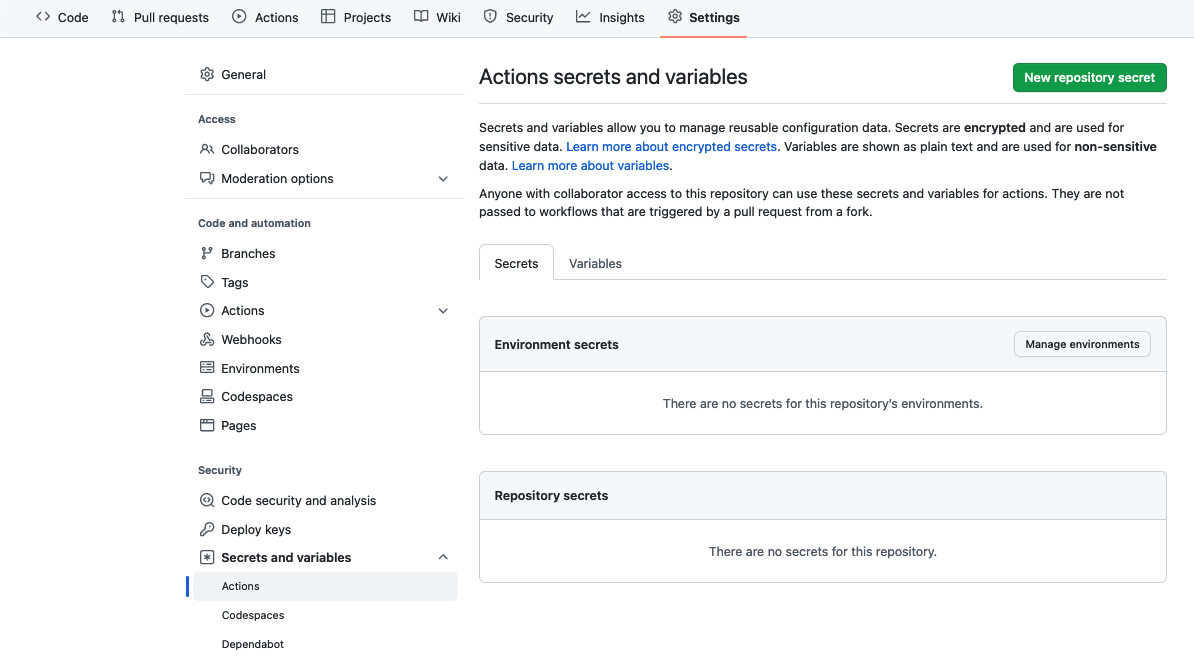 Code
Pull requests
Actions
Projects
Wiki
Security
Insights
Settings
General
Access
Collaborators
Moderation options
Code and automation
Branches
Tags
Actions
Webhooks
Environments
Codespaces
Pages
Security
Code security and analysis
Deploy keys
Secrets and variables
Actions
Codespaces
Dependabot
Actions secrets and variables
New repository secret
Secrets and variables allow you to manage reusable configuration data. Secrets are encrypted and are used for
sensitive data. Learn more about encrypted secrets. Variables are shown as plain text and are used for non-sensitive
data. Learn more about variables.
Anyone with collaborator access to this repository can use these secrets and variables for actions. They are not
passed to workflows that are triggered by a pull request from a fork.
Secrets
Variables
Environment secrets
Manage environments
There are no secrets for this repository's environments.
Repository secrets
There are no secrets for this repository.